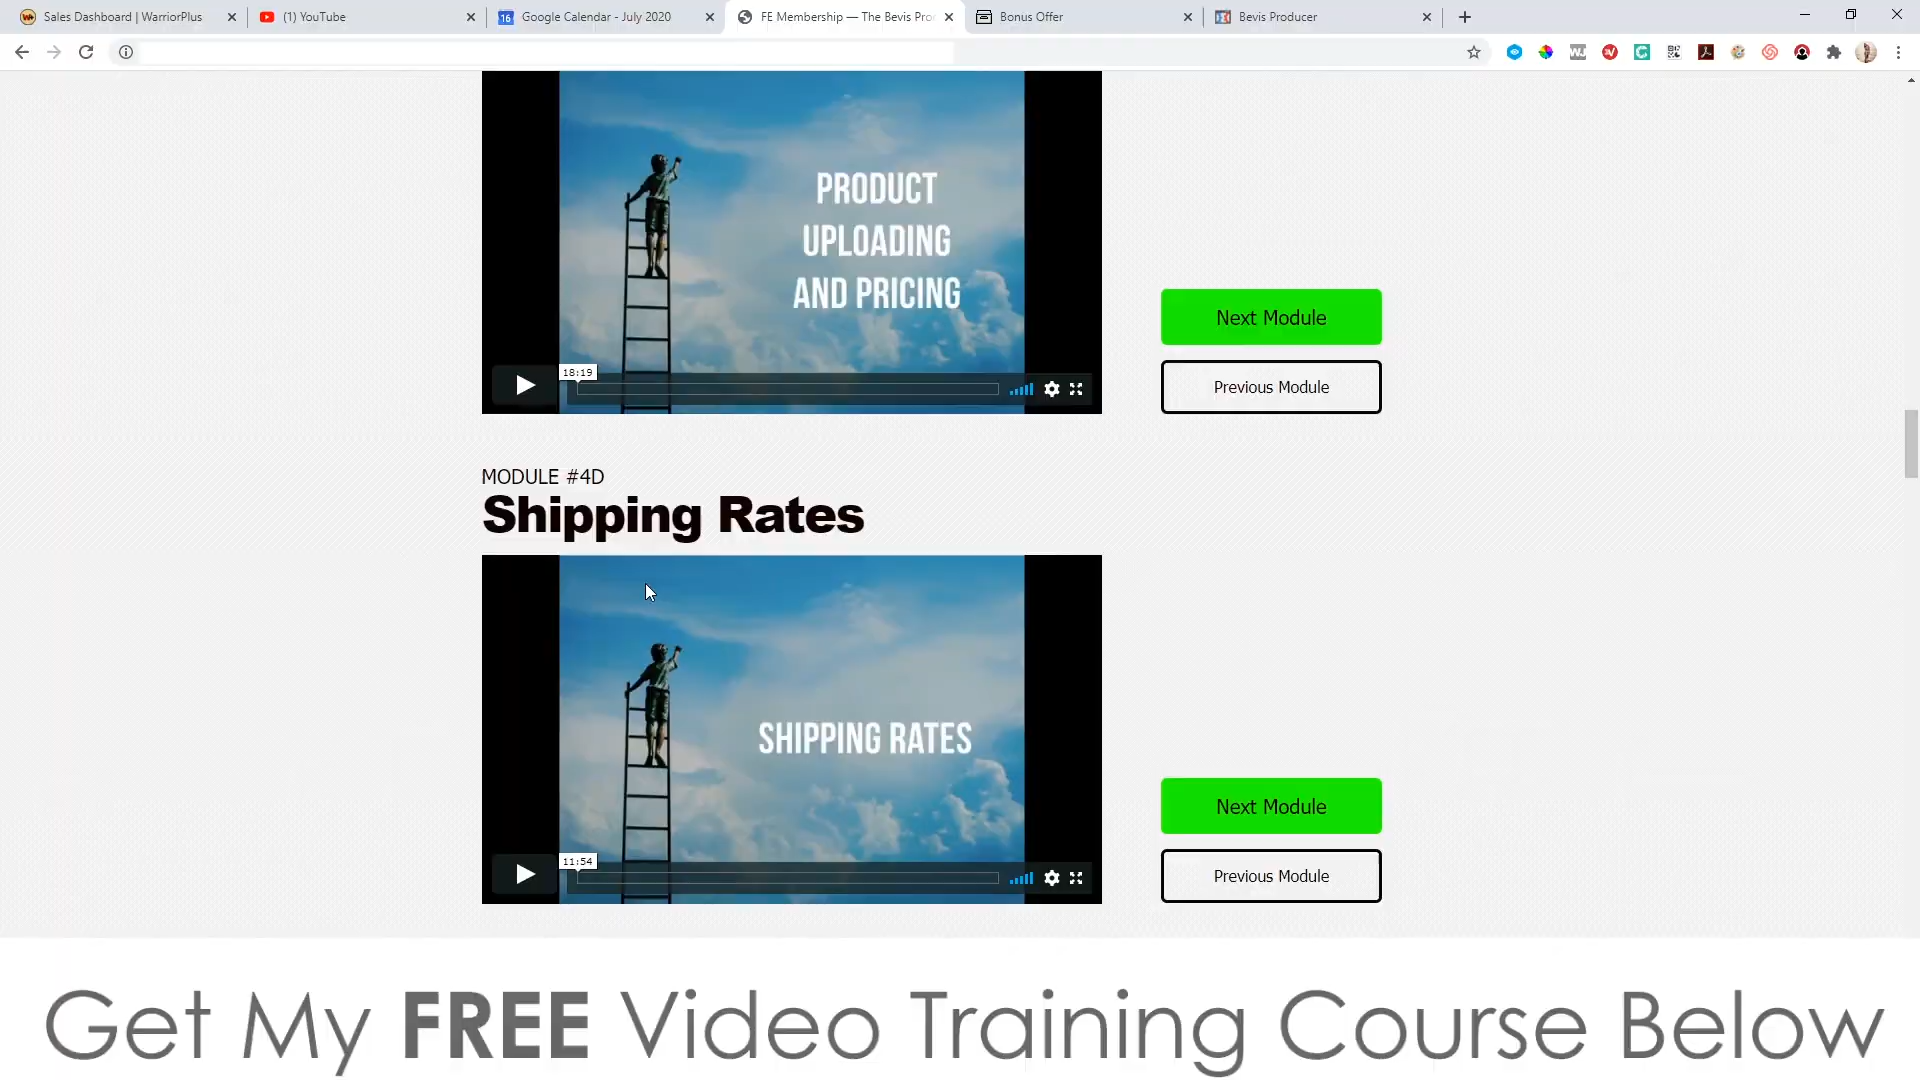 Sales Dashboard | WarriorPlus
(1) YouTube
Google Calendar - July 2020
FE Membership — The Bevis Pro
Bonus Offer
Bevis Producer
PRODUCT
UPLOADING
AND PRICING
18:19
Next Module
Previous Module
MODULE #4D
Shipping Rates
SHIPPING RATES
11:54
Next Module
Previous Module
Get My FREE Video Training Course Below